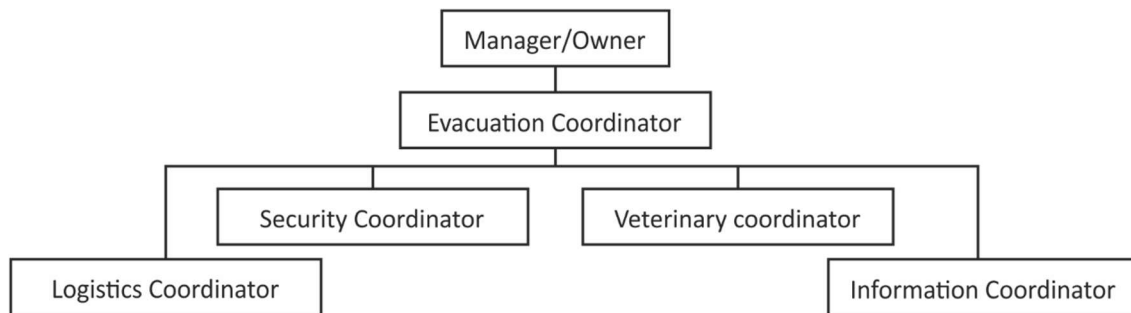 Manager/Owner
Evacuation Coordinator
Security Coordinator
Veterinary coordinator
Logistics Coordinator
Information Coordinator